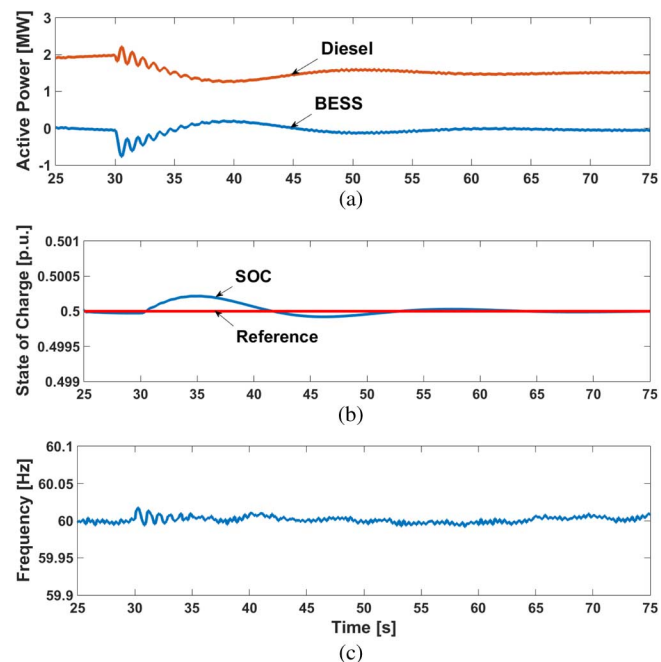 Active Power [MW]
3
2
1
0
-1
Diesel
BESS
25 30 35 40 45 50 55 60 65 70 75
(a)
State of Charge [p.u.]
0.501
0.5005
0.5
0.4995
0.499
SOC
Reference
25 30 35 40 45 50 55 60 65 70 75
(b)
Frequency [Hz]
60.1
60.05
60
59.95
59.9
25 30 35 40 45 50 55 60 65 70 75
Time [s]
(c)